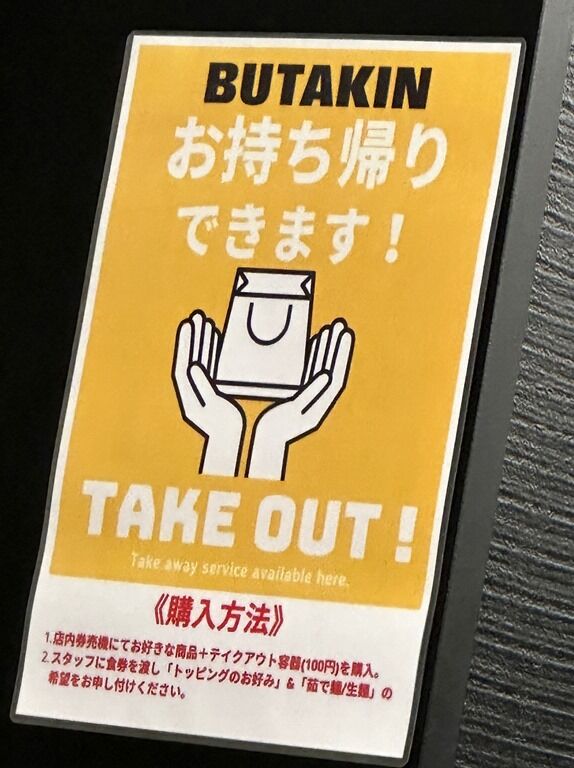 BUTAKIN
お持ち帰り
できます！
TAKE OUT!
Take away service available here.
《購入方法》
1.店内券売機にてお好きな商品＋テイクアウト容器(100円)を購入。
2.スタッフに食券を渡し「トッピングのお好み」&「茹で麺/生麺」の
希望をお申し付けください。